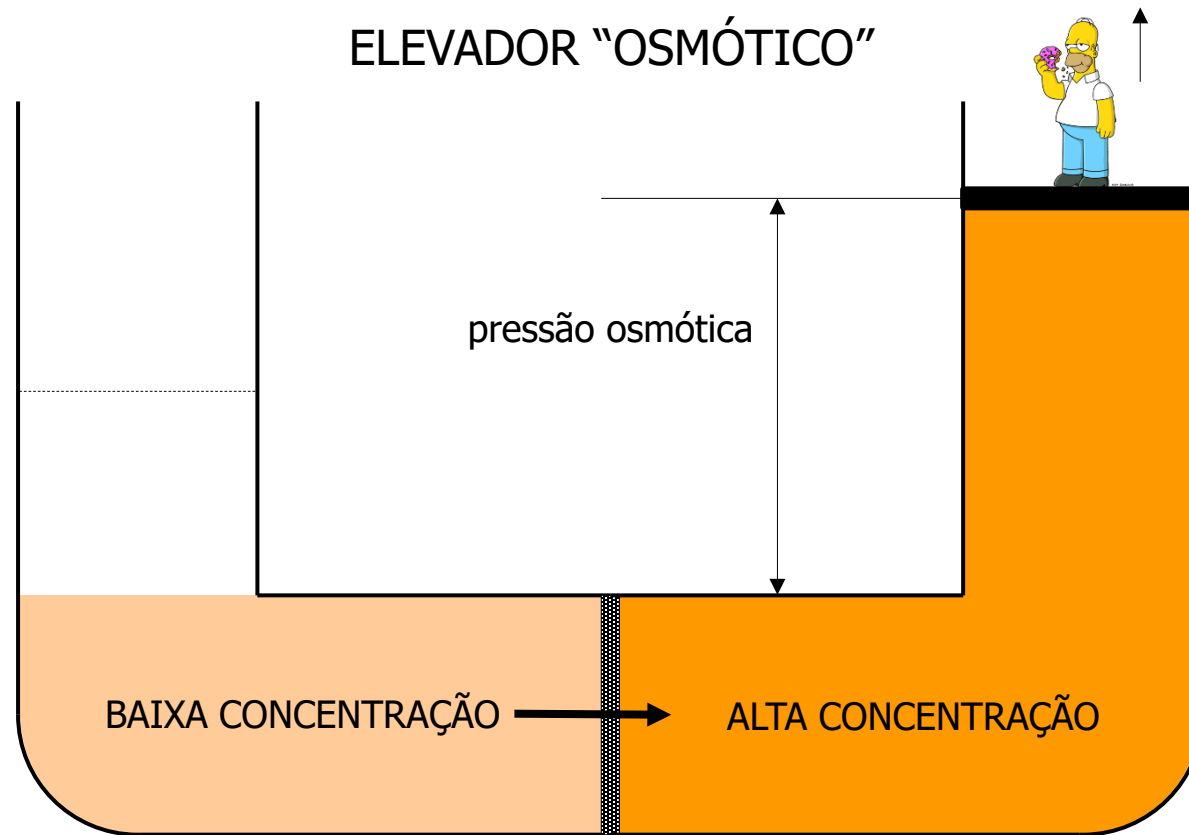 ELEVADOR “OSMÓTICO”
pressão osmótica
BAIXA CONCENTRAÇÃO
ALTA CONCENTRAÇÃO